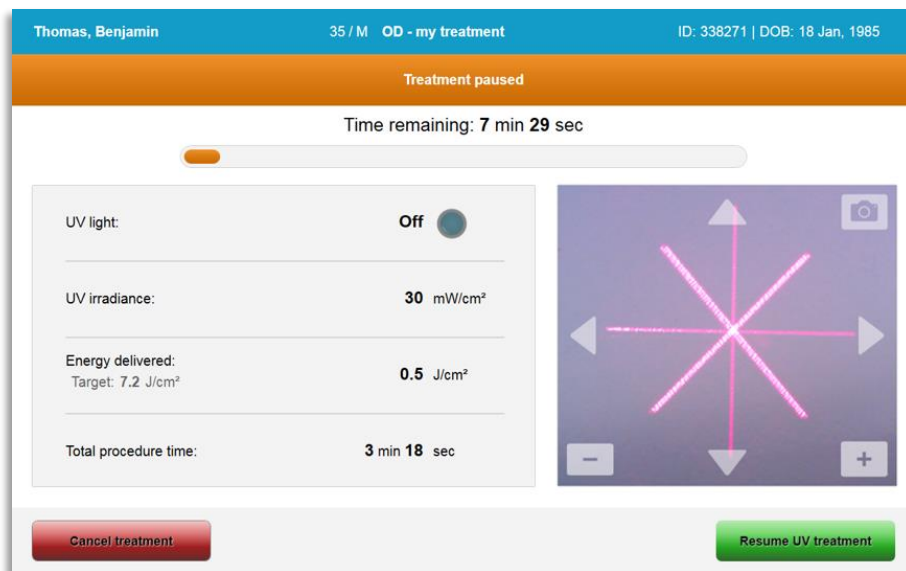 Thomas, Benjamin 35 / M OD - my treatment ID: 338271 | DOB: 18 Jan, 1985
Treatment paused
Time remaining: 7 min 29 sec
UV light: Off
UV irradiance: 30 mW/cm²
Energy delivered:
Target: 7.2 J/cm²
0.5 J/cm²
Total procedure time: 3 min 18 sec
Cancel treatment Resume UV treatment